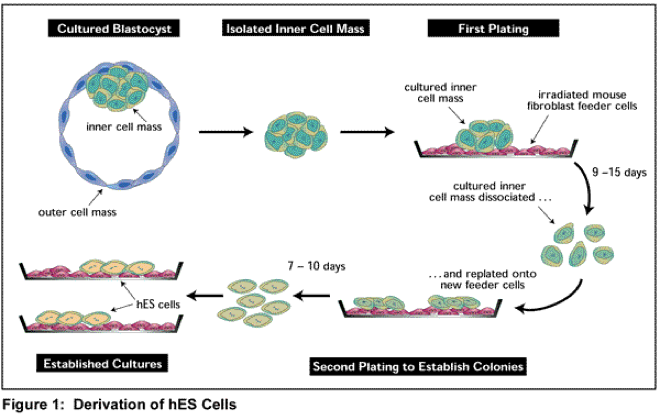 Cultured Blastocyst
Isolated Inner Cell Mass
First Plating
inner cell mass
outer cell mass
cultured inner
cell mass
irradiated mouse
fibroblast feeder cells
9 –15 days
cultured inner
cell mass dissociated ...
...and replated onto
new feeder cells
7 – 10 days
hES cells
Established Cultures
Second Plating to Establish Colonies
Figure 1: Derivation of hES Cells